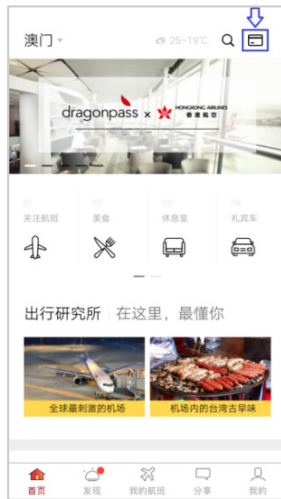 澳门
25~19℃
dragonpass × HONGKONG AIRLINES
香港航空
01 02 03 04
关注航班 美食 休息室 礼宾车
出行研究所 在这里，最懂你
全球最刺激的机场 机场内的台湾古早味
首页 发现 我的航班 分享 我的